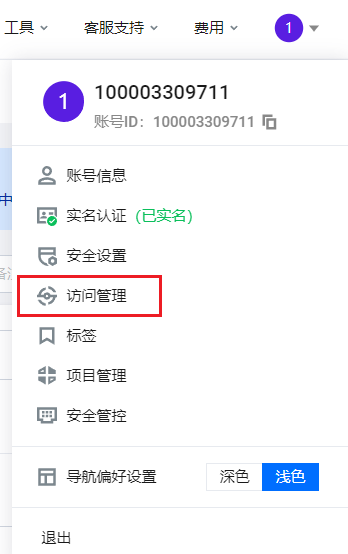 工具 客服支持 费用 1
1 100003309711
账号ID: 100003309711
账号信息
中
实名认证 (已实名)
安全设置
备注
访问管理
标签
项目管理
安全管控
导航偏好设置 深色 浅色
退出